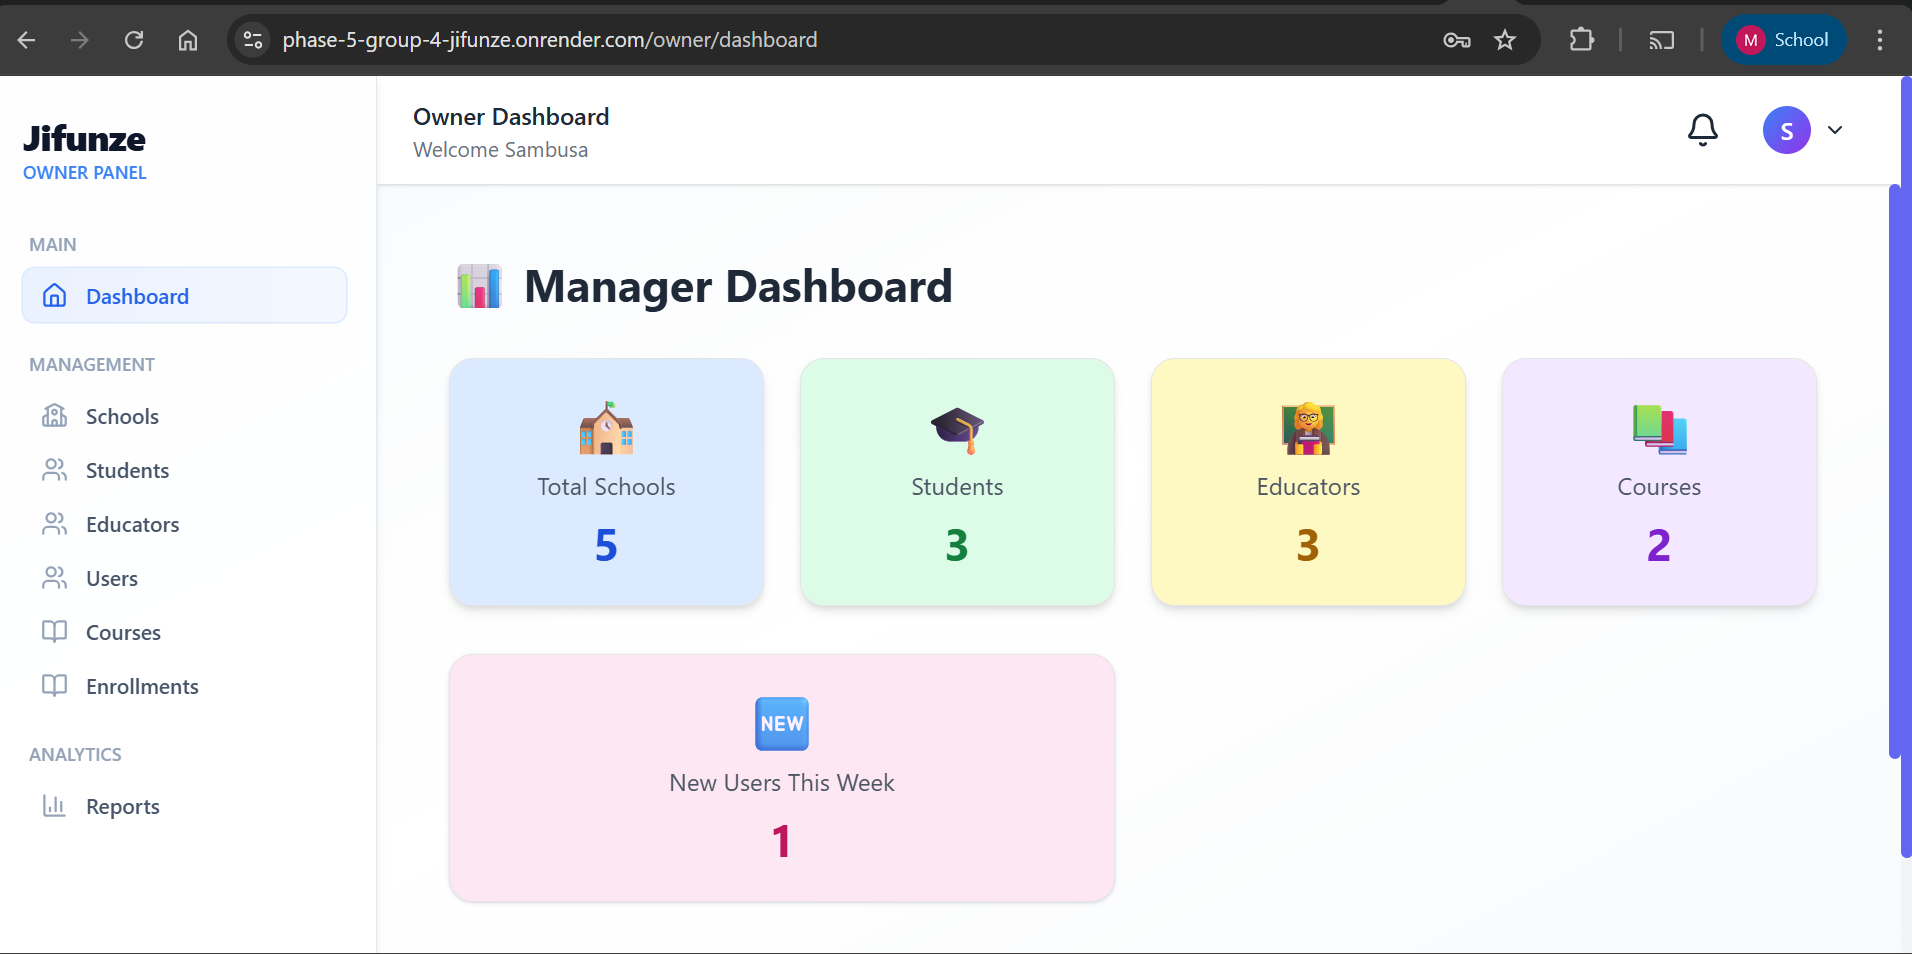 phase-5-group-4-jifunze.onrender.com/owner/dashboard
M
School
Jifunze
OWNER PANEL
MAIN
Dashboard
MANAGEMENT
Schools
Students
Educators
Users
Courses
Enrollments
ANALYTICS
Reports
Owner Dashboard
Welcome Sambusa
S
Manager Dashboard
Total Schools
5
Students
3
Educators
3
Courses
2
NEW
New Users This Week
1